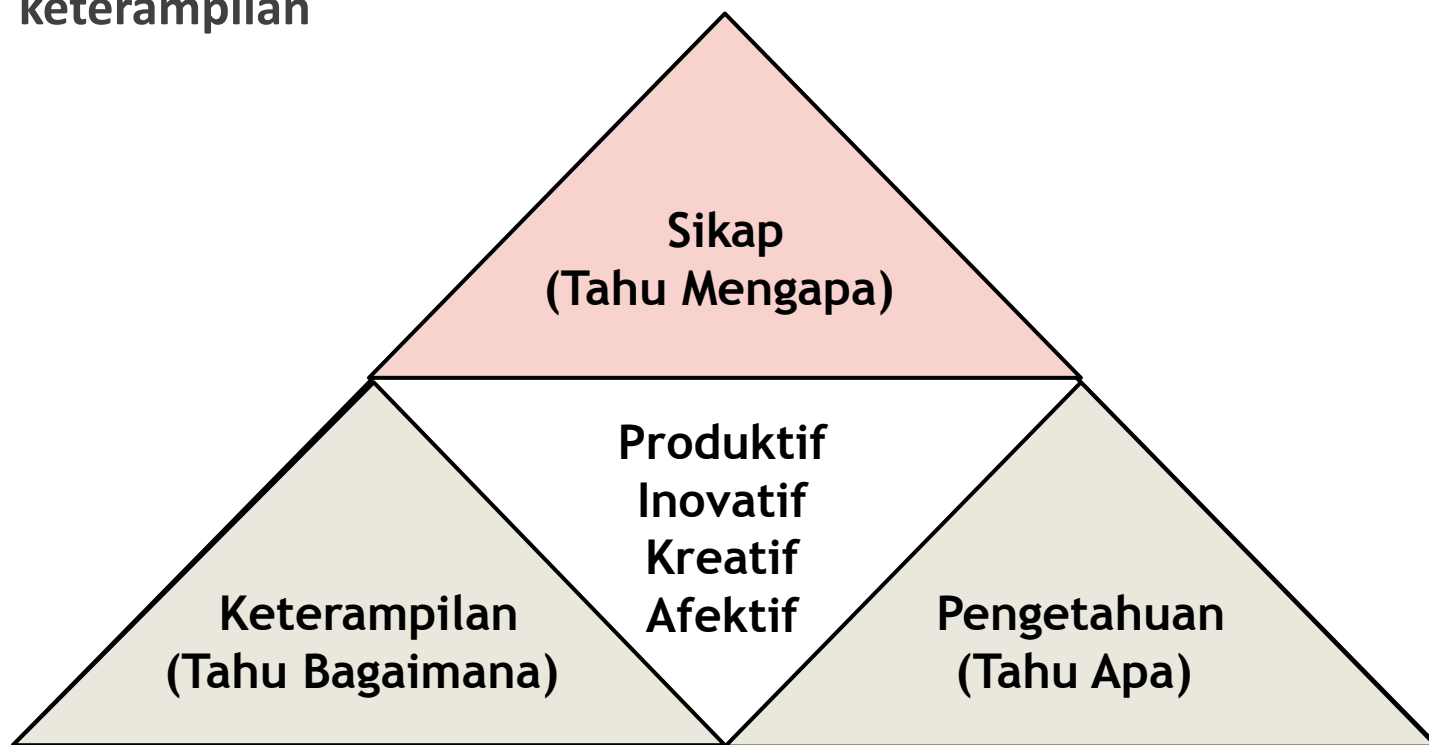 keterampilan
Sikap
(Tahu Mengapa)
Produktif
Inovatif
Kreatif
Afektif
Keterampilan
(Tahu Bagaimana)
Pengetahuan
(Tahu Apa)